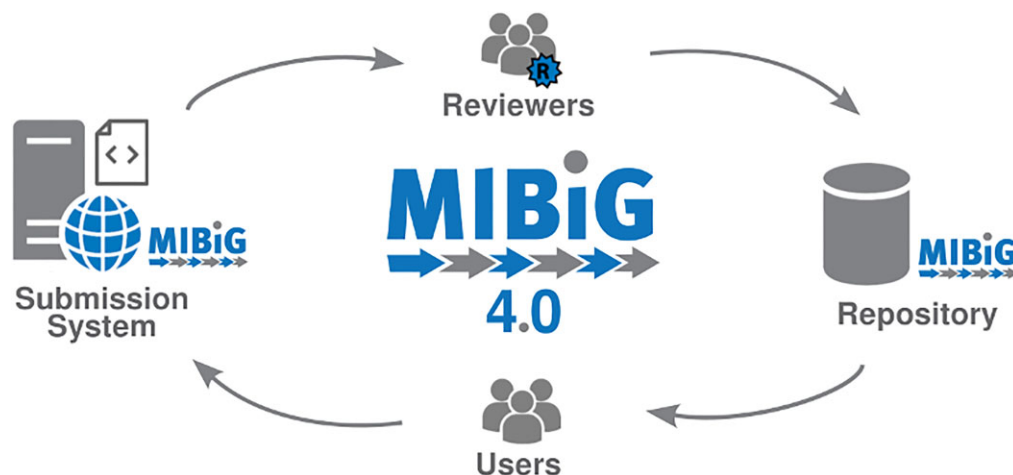 R
Reviewers
< >
MIBiG
Submission
System
MIBiG
4.0
MIBiG
Repository
Users